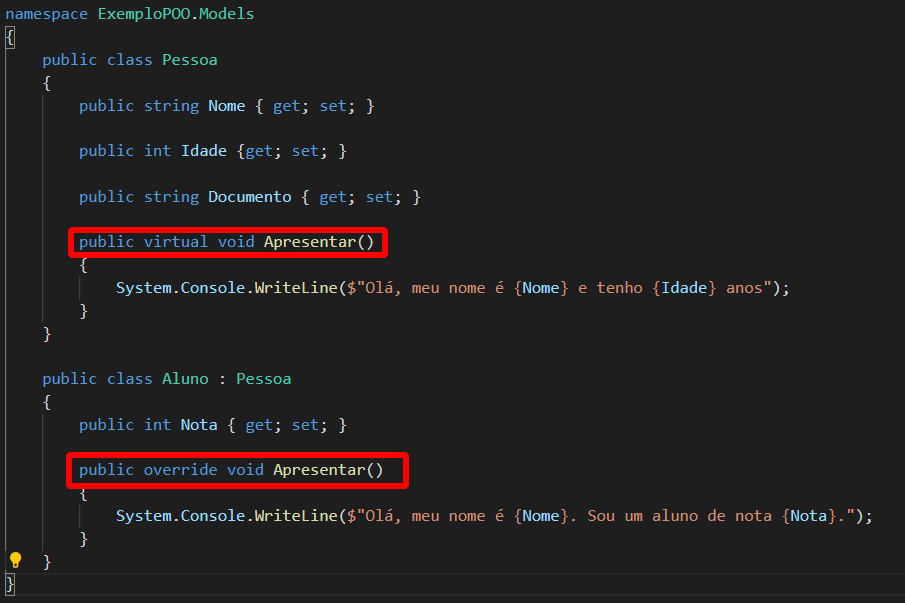 namespace ExemploPOO.Models
{
public class Pessoa
{
public string Nome { get; set; }
public int Idade {get; set; }
public string Documento { get; set; }
public virtual void Apresentar()
{
System.Console.WriteLine($"Olá, meu nome é {Nome} e tenho {Idade} anos");
}
}
public class Aluno : Pessoa
{
public int Nota { get; set; }
public override void Apresentar()
{
System.Console.WriteLine($"Olá, meu nome é {Nome}. Sou um aluno de nota {Nota}.");
}
}
}